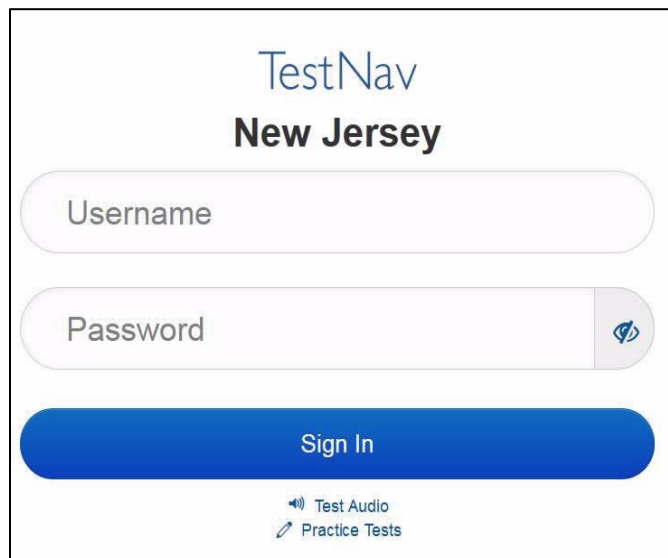 TestNav
New Jersey
Username
Password
Sign In
Test Audio
Practice Tests